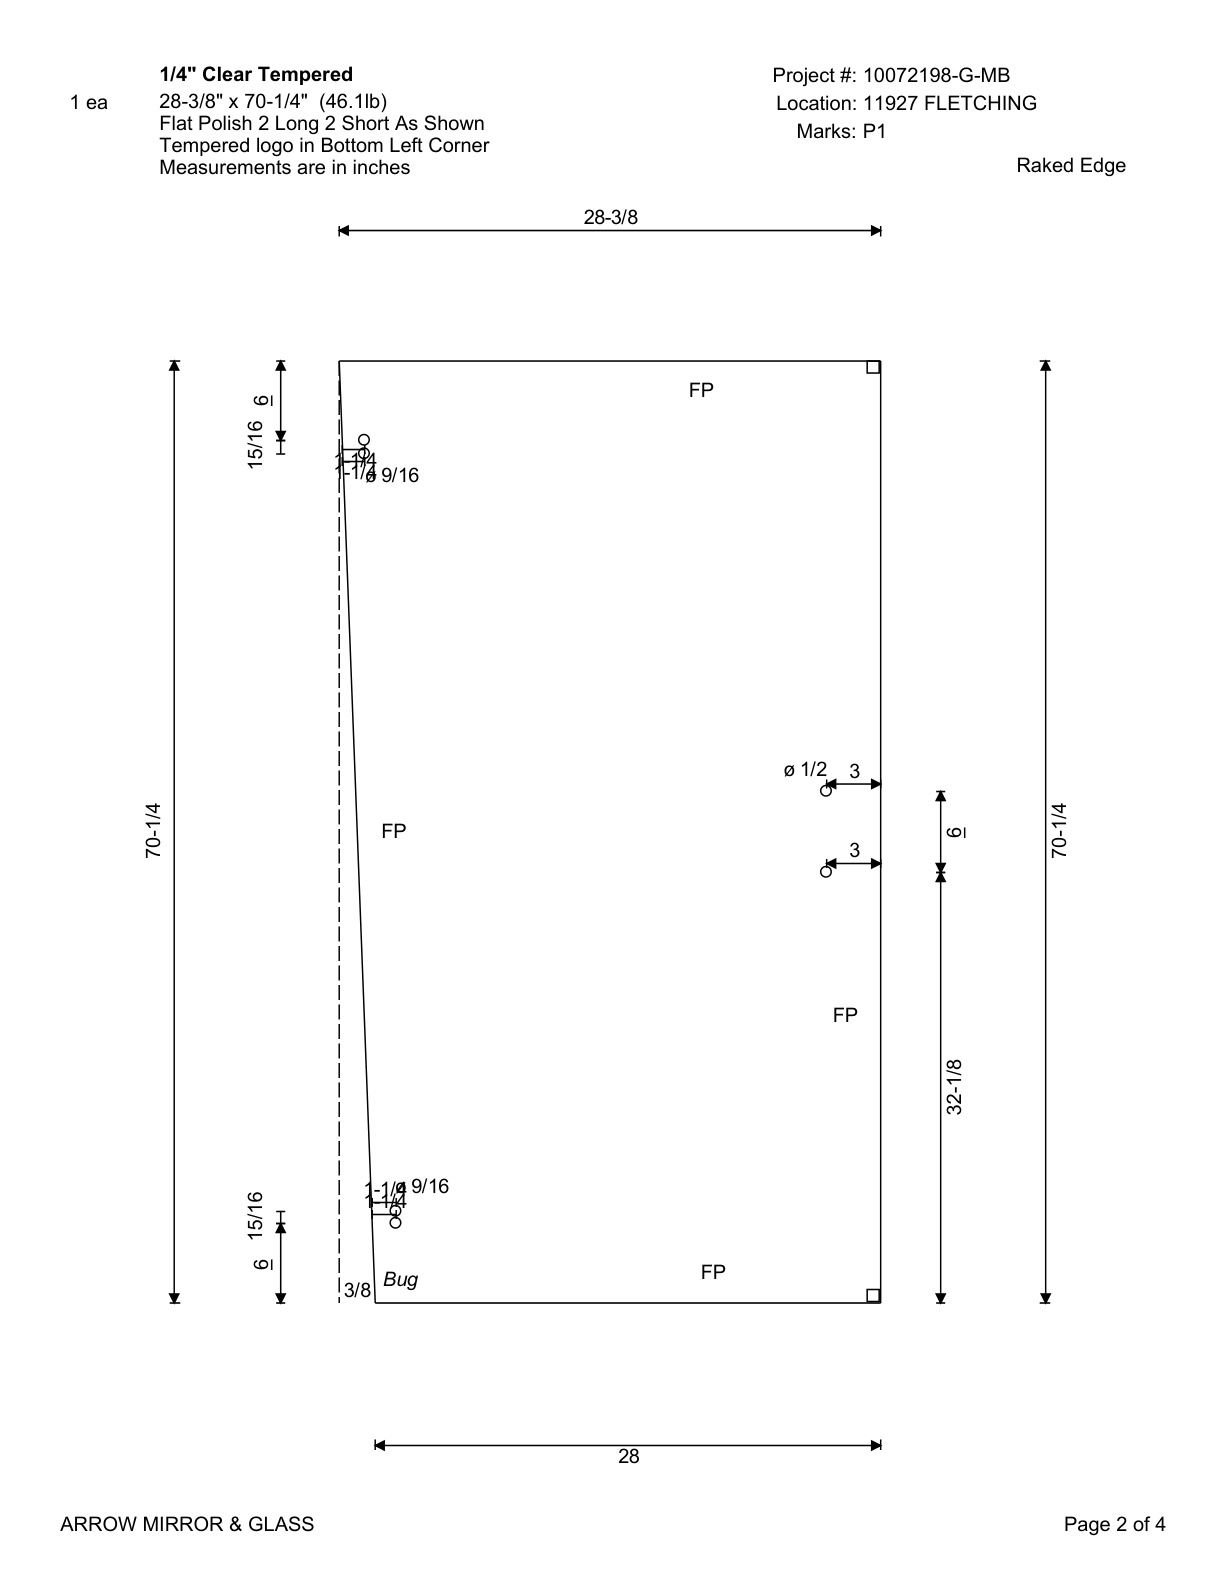 1/4" Clear Tempered
1 ea
28-3/8" x 70-1/4" (46.1lb)
Flat Polish 2 Long 2 Short As Shown
Tempered logo in Bottom Left Corner
Measurements are in inches
Project #: 10072198-G-MB
Location: 11927 FLETCHING
Marks: P1
Raked Edge
28-3/8
6
15/16
FP
1-1/4
1-1/4
ø 9/16
ø 1/2
3
6
70-1/4
FP
3
70-1/4
FP
32-1/8
1-1/4
ø 9/16
1-1/4
15/16
6
3/8
Bug
FP
28
ARROW MIRROR & GLASS
Page 2 of 4